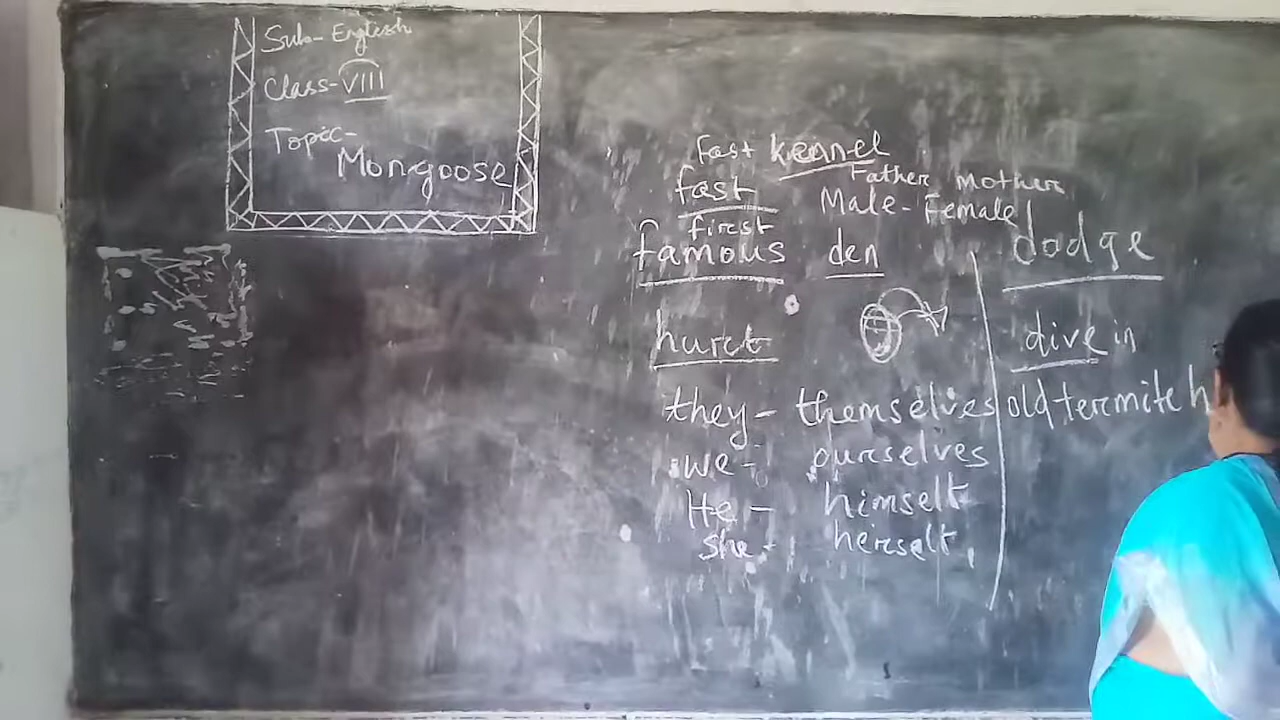 Sub- English
Class- VIII
Topic-
Mongoose
Fast kennel
fast
Father Mother
Male- Female
first
famous den
dodge
hurt
dive in
they- themselves
old termite h
we- ourselves
He- himself
She- herself